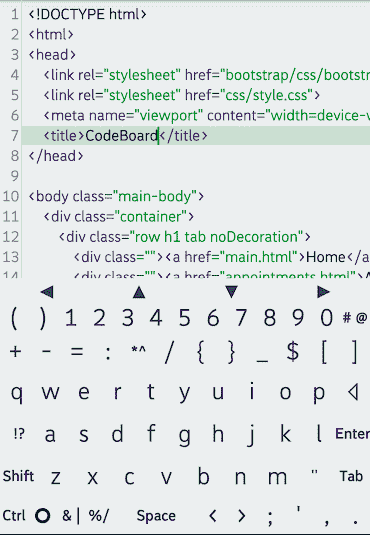 1 <!DOCTYPE html>
2 <html>
3 <head>
4 <link rel="stylesheet" href="bootstrap/css/bootstr
5 <link rel="stylesheet" href="css/style.css">
6 <meta name="viewport" content="width=device-w
7 <title>CodeBoard</title>
8 </head>
9
10 <body class="main-body">
11 <div class="container">
12 <div class="row h1 tab noDecoration">
13 <div class=""><a href="main.html">Home</a
14 <div class=""><a href="appointments.html">A
◀ ▲ ▼ ▶
( ) 1 2 3 4 5 6 7 8 9 0 # @
+ - = : *^ / { } _ $ [ ]
q w e r t y u i o p
!? a s d f g h j k l Enter
Shift z x c v b n m " Tab
Ctrl & | %/ Space < > ; ' , .